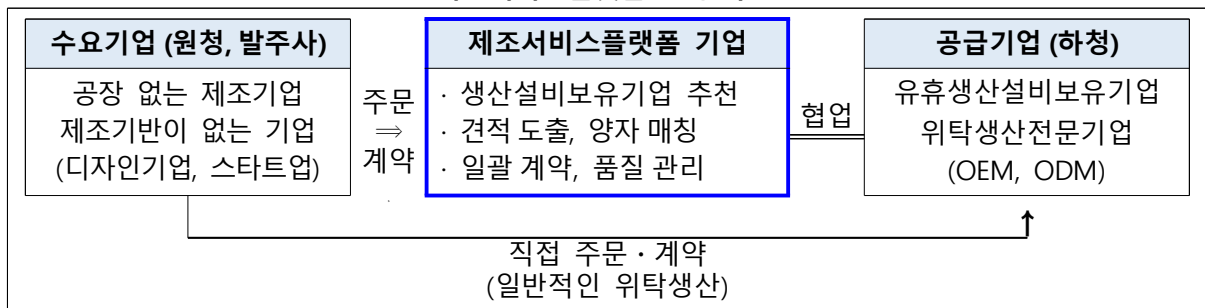 수요기업 (원청, 발주사)
공장 없는 제조기업
제조기반이 없는 기업
(디자인기업, 스타트업)
주문
⇒
계약
제조서비스플랫폼 기업
· 생산설비보유기업 추천
· 견적 도출, 양자 매칭
· 일괄 계약, 품질 관리
협업
공급기업 (하청)
유휴생산설비보유기업
위탁생산전문기업
(OEM, ODM)
직접 주문・계약
(일반적인 위탁생산)